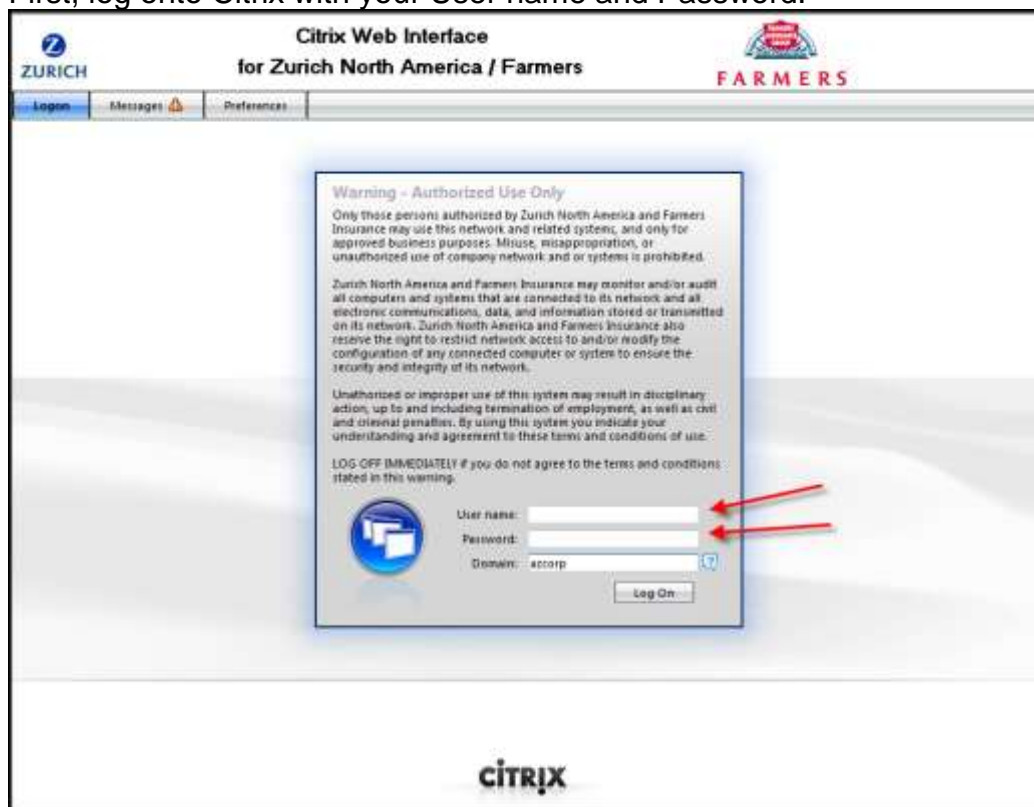 First, log onto Citrix with your User name and Password.
Citrix Web Interface
for Zurich North America / Farmers
ZURICH
FARMERS
Logon
Messages
Preferences
Warning - Authorized Use Only
Only those persons authorized by Zurich North America and Farmers
Insurance may use this network and related systems, and only for
approved business purposes. Misuse, misappropriation, or
unauthorized use of company network and or systems is prohibited.
Zurich North America and Farmers Insurance may monitor and/or audit
all computers and systems that are connected to its network and all
electronic communications, data, and information stored or transmitted
on its network. Zurich North America and Farmers Insurance also
reserve the right to restrict network access to and/or modify the
configuration of any connected computer or system to ensure the
security and integrity of its network.
Unathorized or improper use of this system may result in disciplinary
action, up to and including termination of employment, as well as civil
and criminal penalties. By using this system you indicate your
understanding and agreement to these terms and conditions of use.
LOG OFF IMMEDIATELY if you do not agree to the terms and conditions
stated in this warning.
User name:
Password:
Domain: accorp
Log On
CITRIX